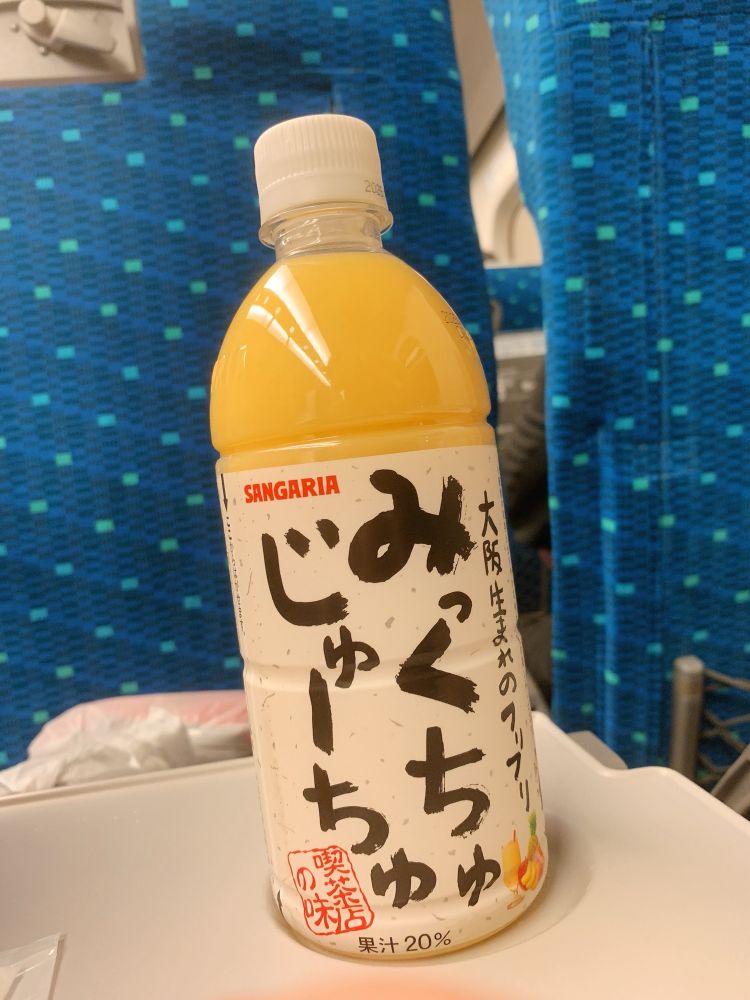 SANGARIA
大阪生まれのフリフリ
みっくちゅ
じゅーちゅ
喫茶店
の味
果汁20%